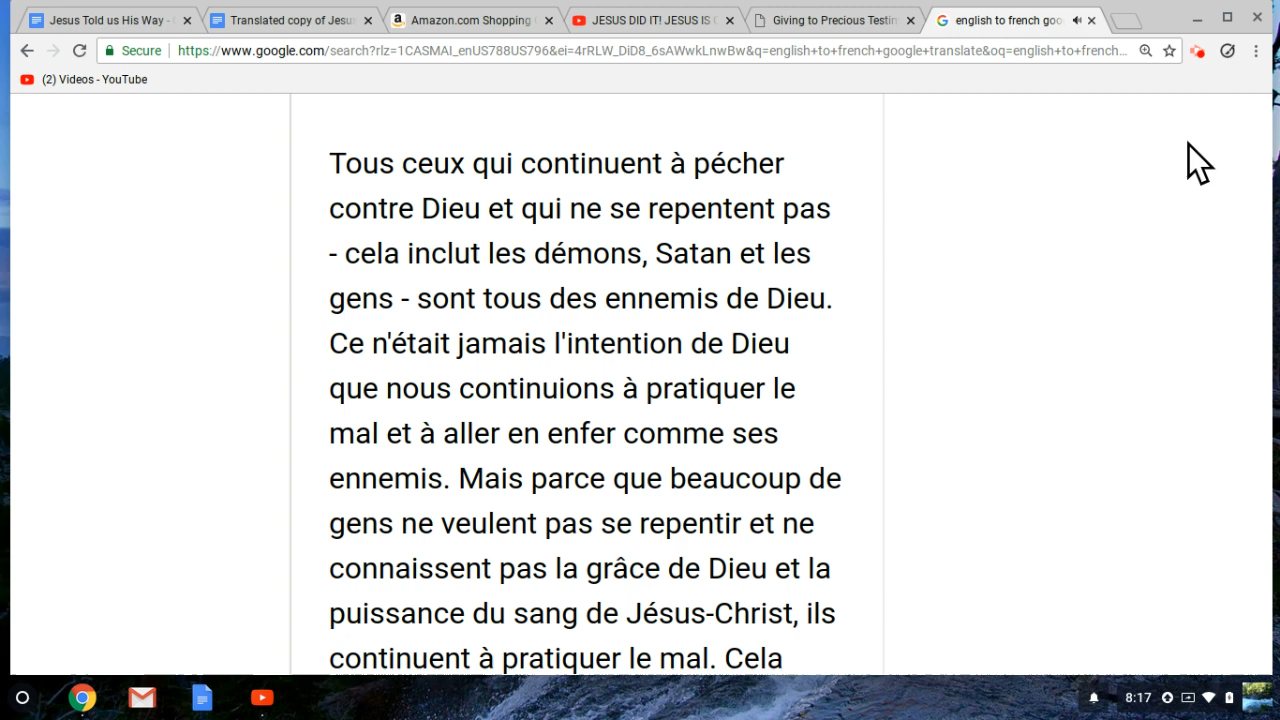 Jesus Told us His Way -
Translated copy of Jesus
Amazon.com Shopping
JESUS DID IT! JESUS IS
Giving to Precious Testin
english to french goo
Secure
https://www.google.com/search?rlz=1CASMAI_enUS788US796&ei=4rRLW_DiD8_6sAWwkLnwBw&q=english+to+french+google+translate&oq=english+to+french...
(2) Videos - YouTube
Tous ceux qui continuent à pécher
contre Dieu et qui ne se repentent pas
- cela inclut les démons, Satan et les
gens - sont tous des ennemis de Dieu.
Ce n'était jamais l'intention de Dieu
que nous continuions à pratiquer le
mal et à aller en enfer comme ses
ennemis. Mais parce que beaucoup de
gens ne veulent pas se repentir et ne
connaissent pas la grâce de Dieu et la
puissance du sang de Jésus-Christ, ils
continuent à pratiquer le mal. Cela
8:17